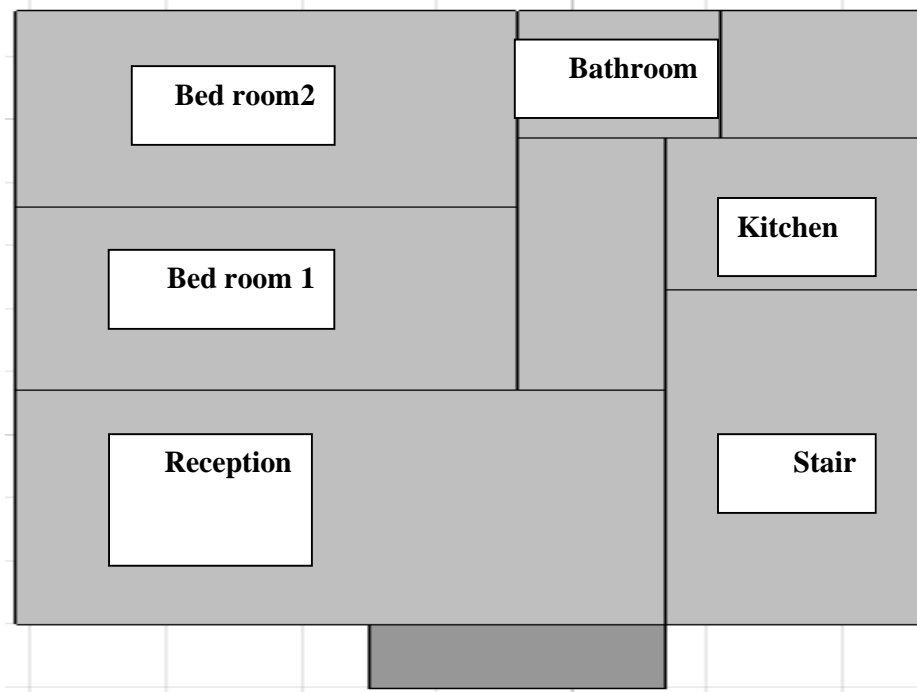 Bathroom
Bed room2
Kitchen
Bed room 1
Reception
Stair